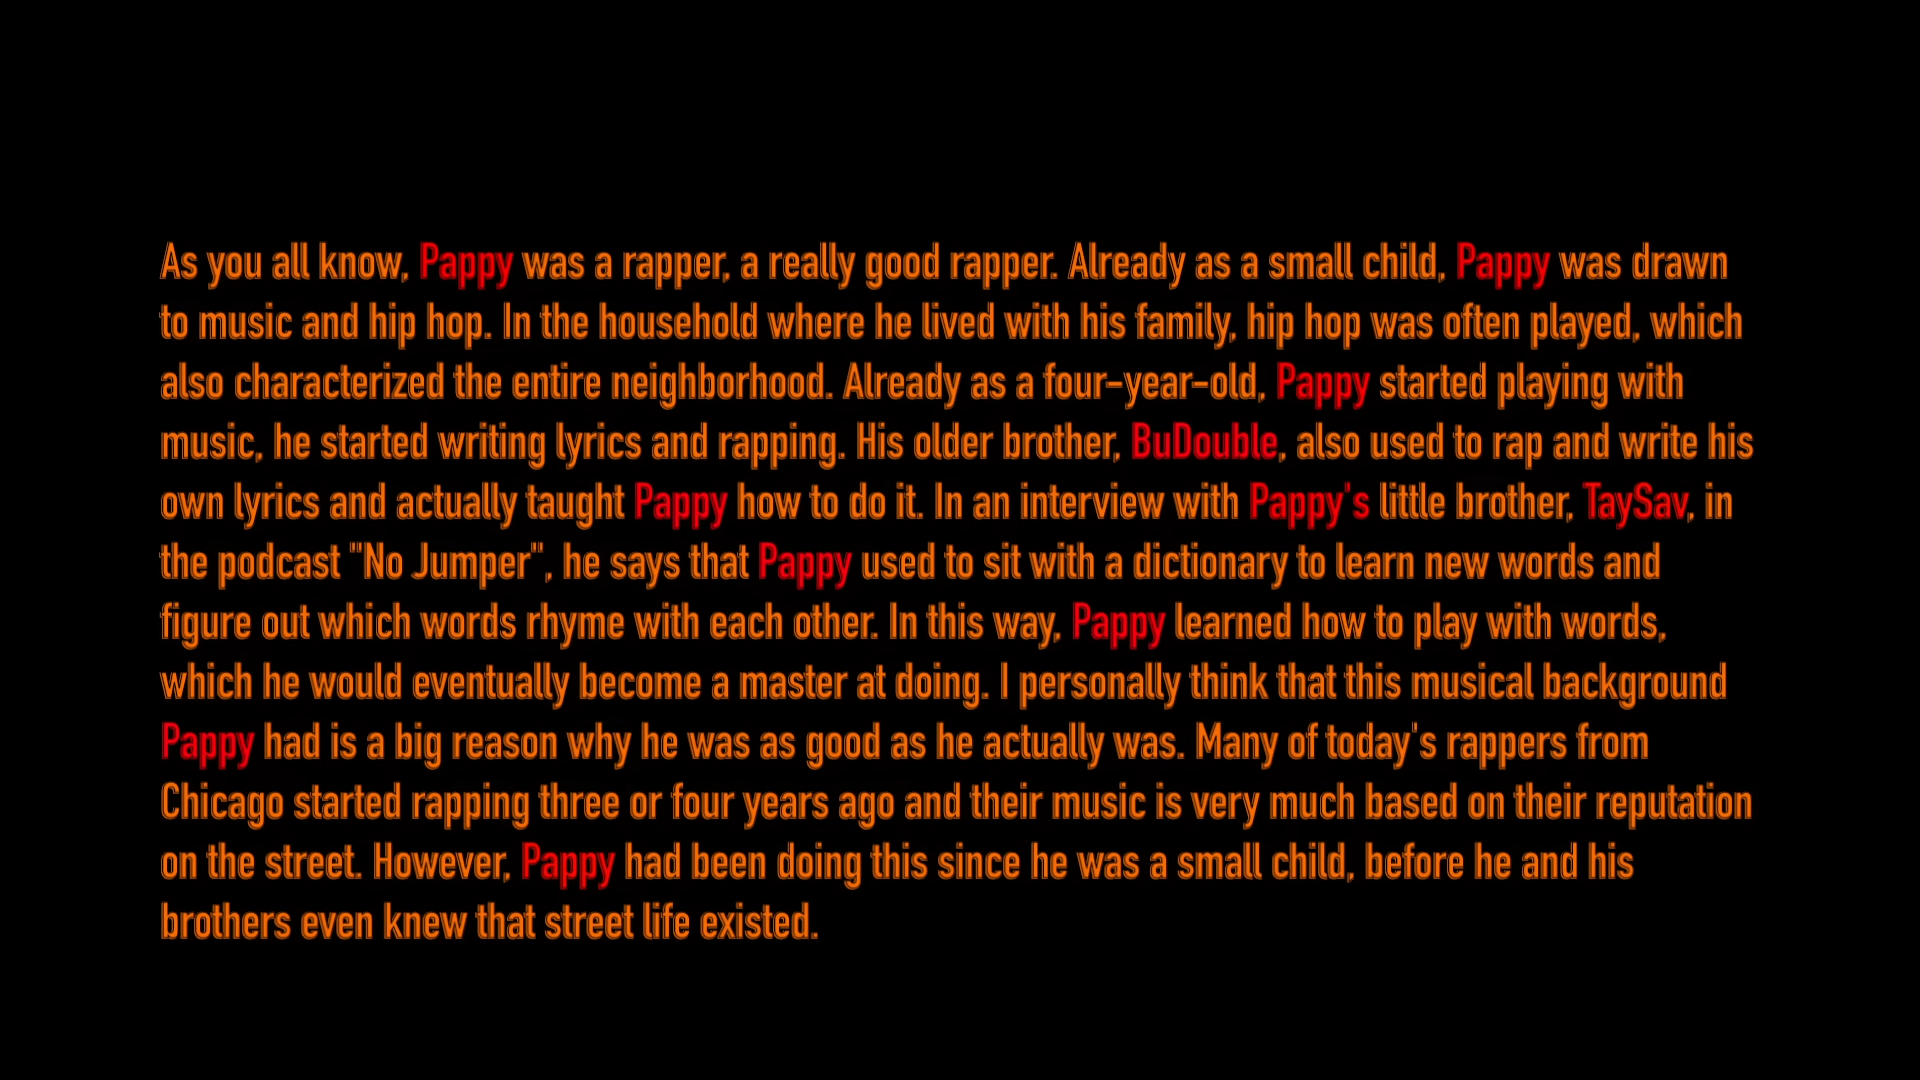 As you all know, Pappy was a rapper, a really good rapper. Already as a small child, Pappy was drawn
to music and hip hop. In the household where he lived with his family, hip hop was often played, which
also characterized the entire neighborhood. Already as a four-year-old, Pappy started playing with
music, he started writing lyrics and rapping. His older brother, BuDouble, also used to rap and write his
own lyrics and actually taught Pappy how to do it. In an interview with Pappy's little brother, TaySav, in
the podcast "No Jumper", he says that Pappy used to sit with a dictionary to learn new words and
figure out which words rhyme with each other. In this way, Pappy learned how to play with words,
which he would eventually become a master at doing. I personally think that this musical background
Pappy had is a big reason why he was as good as he actually was. Many of today's rappers from
Chicago started rapping three or four years ago and their music is very much based on their reputation
on the street. However, Pappy had been doing this since he was a small child, before he and his
brothers even knew that street life existed.